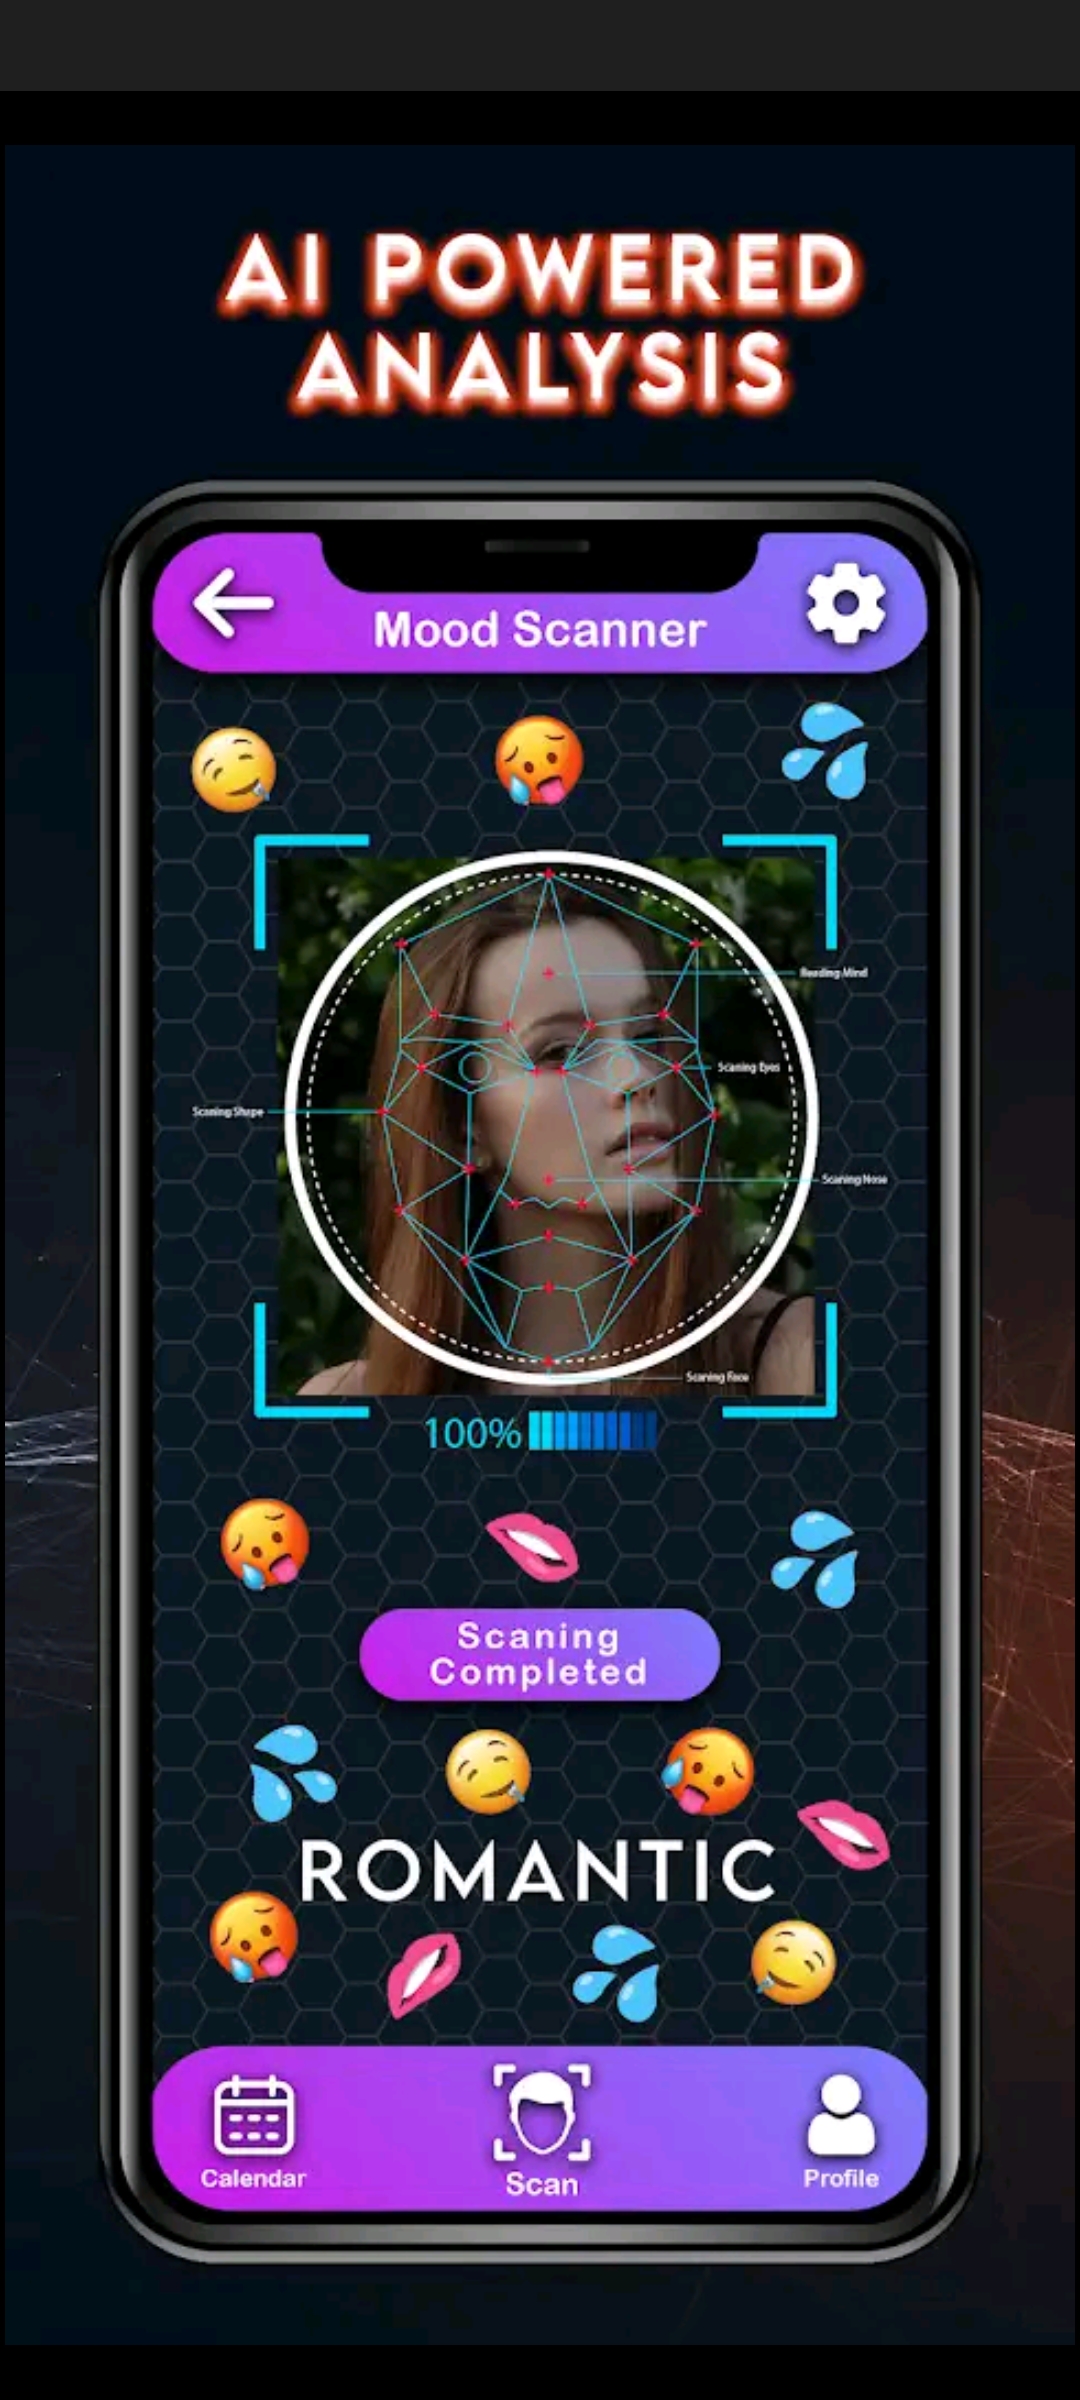 AI POWERED
ANALYSIS
Mood Scanner
Reading Mind
Scaning Eyes
Scaning Shape
Scaning Nose
Scaning Face
100%
Scaning
Completed
ROMANTIC
Calendar
Scan
Profile